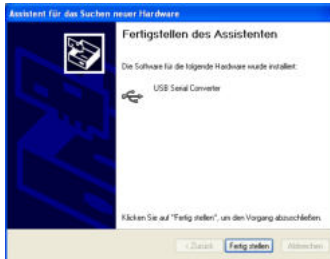 Assistent für das Suchen neuer Hardware
Fertigstellen des Assistenten
Die Software für die folgende Hardware wurde installiert:
USB Serial Converter
Klicken Sie auf "Fertig stellen", um den Vorgang abzuschließen.
< Zurück
Fertig stellen
Abbrechen